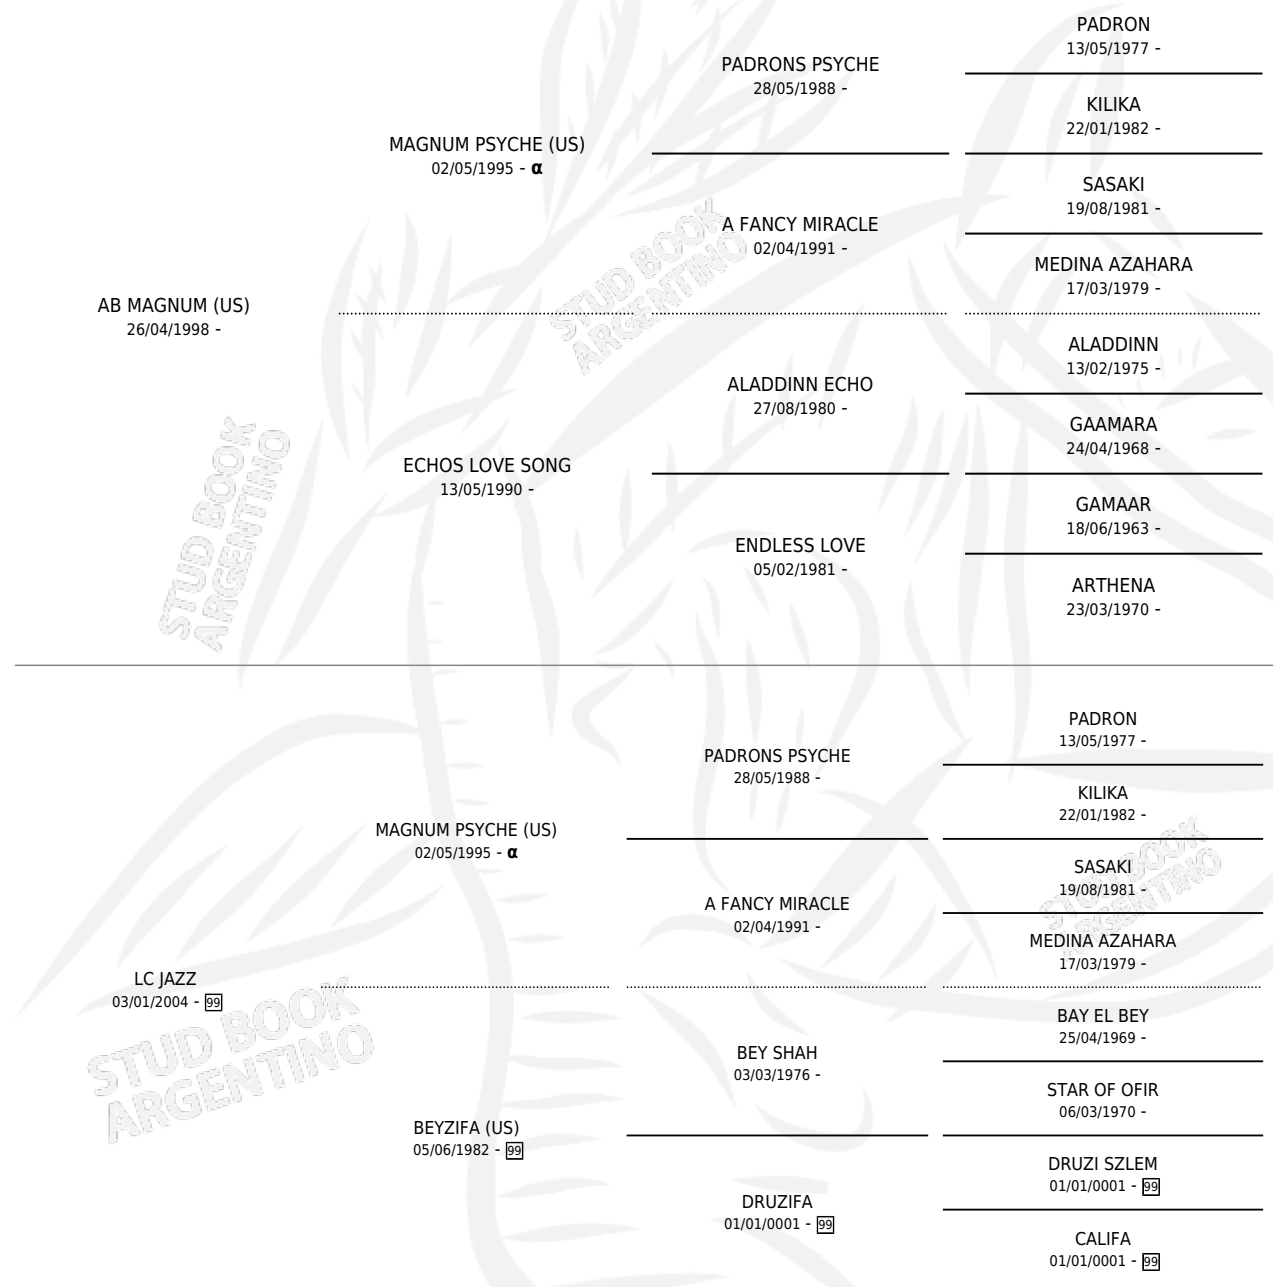 PADRON
13/05/1977 -
PADRONS PSYCHE
28/05/1988 -
KILIKA
22/01/1982 -
MAGNUM PSYCHE (US)
02/05/1995 - α
SASAKI
19/08/1981 -
A FANCY MIRACLE
02/04/1991 -
MEDINA AZAHARA
17/03/1979 -
AB MAGNUM (US)
26/04/1998 -
ALADDINN
13/02/1975 -
ALADDINN ECHO
27/08/1980 -
GAAMARA
24/04/1968 -
ECHOS LOVE SONG
13/05/1990 -
GAMAAR
18/06/1963 -
ENDLESS LOVE
05/02/1981 -
ARTHENA
23/03/1970 -
STUD BOOK
ARGENTINO
STUD BOOK
ARGENTINO
PADRON
13/05/1977 -
PADRONS PSYCHE
28/05/1988 -
KILIKA
22/01/1982 -
MAGNUM PSYCHE (US)
02/05/1995 - α
SASAKI
19/08/1981 -
A FANCY MIRACLE
02/04/1991 -
MEDINA AZAHARA
17/03/1979 -
LC JAZZ
03/01/2004 - 99
BAY EL BEY
25/04/1969 -
BEY SHAH
03/03/1976 -
STAR OF OFIR
06/03/1970 -
BEYZIFA (US)
05/06/1982 - 99
DRUZI SZLEM
01/01/0001 - 99
DRUZIFA
01/01/0001 - 99
CALIFA
01/01/0001 - 99
STUD BOOK
ARGENTINO
STUD BOOK
ARGENTINO